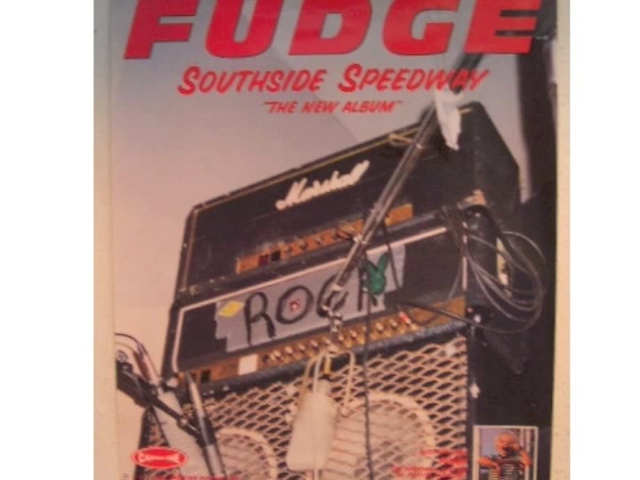 FUDGE
SOUTHSIDE SPEEDWAY
"THE NEW ALBUM"
Marshall
ROCK